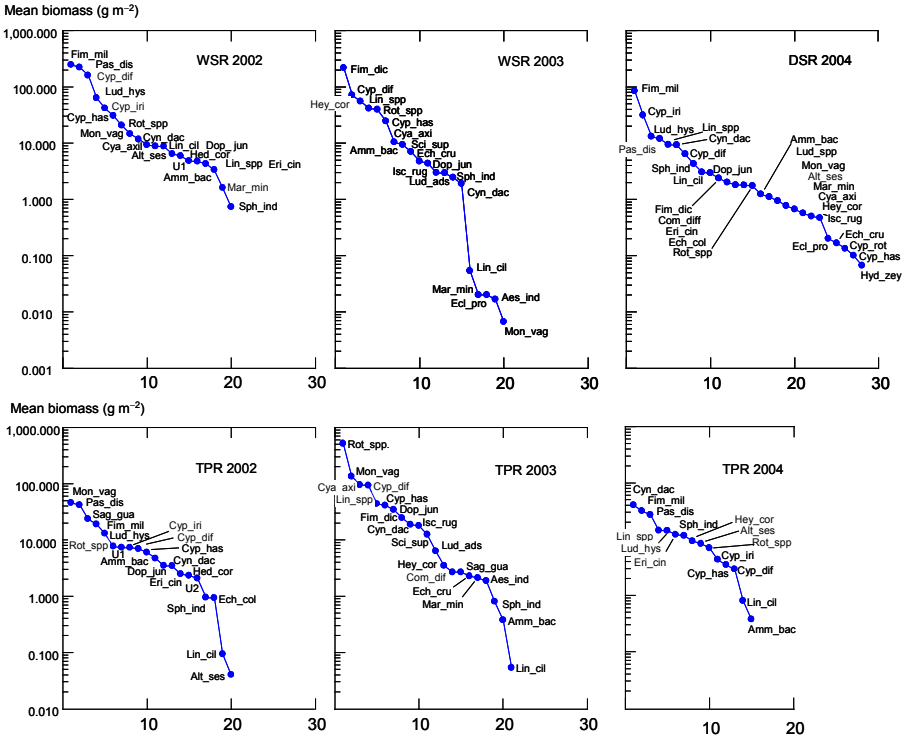 Mean biomass (g m–2)
1,000.000
100.000
10.000
1.000
0.100
0.010
0.001
WSR 2002
Fim_mil
Pas_dis
Cyp_dif
Lud_hys
Cyp_iri
Cyp_has
Rot_spp
Mon_vag
Cyn_dac
Cya_axi
Lin_cil
Dop_jun
Alt_ses
Hed_cor
U1
Lin_spp
Eri_cin
Amm_bac
Mar_min
Sph_ind
10
20
30
WSR 2003
Fim_dic
Cyp_dif
Hey_cor
Lin_spp
Rot_spp
Cyp_has
Cya_axi
Amm_bac
Sci_sup
Ech_cru
Dop_jun
Isc_rug
Sph_ind
Lud_ads
Cyn_dac
Lin_cil
Mar_min
Aes_ind
Ecl_pro
Mon_vag
10
20
30
DSR 2004
Fim_mil
Cyp_iri
Lin_spp
Lud_hys
Cyn_dac
Pas_dis
Cyp_dif
Amm_bac
Lud_spp
Sph_ind
Dop_jun
Mon_vag
Lin_cil
Alt_ses
Mar_min
Cya_axi
Fim_dic
Hey_cor
Com_diff
Isc_rug
Eri_cin
Ech_cru
Ech_col
Ecl_pro
Cyp_rot
Rot_spp
Cyp_has
Hyd_zey
10
20
30
Mean biomass (g m–2)
1,000.000
100.000
10.000
1.000
0.100
0.010
TPR 2002
Mon_vag
Pas_dis
Sag_gua
Fim_mil
Cyp_iri
Lud_hys
Cyp_dif
Rot_spp
Cyp_has
U1
Amm_bac
Cyn_dac
Dop_jun
Hed_cor
Eri_cin
U2
Ech_col
Sph_ind
Lin_cil
Alt_ses
10
20
30
TPR 2003
Rot_spp.
Mon_vag
Cya_axi
Cyp_dif
Lin_spp
Cyp_has
Dop_jun
Fim_dic
Isc_rug
Cyn_dac
Sci_sup
Lud_ads
Hey_cor
Sag_gua
Com_dif
Aes_ind
Ech_cru
Mar_min
Sph_ind
Amm_bac
Lin_cil
10
20
30
TPR 2004
Cyn_dac
Fim_mil
Pas_dis
Hey_cor
Sph_ind
Alt_ses
Lin_spp
Rot_spp
Lud_hys
Cyp_iri
Eri_cin
Cyp_has
Cyp_dif
Lin_cil
Amm_bac
10
20